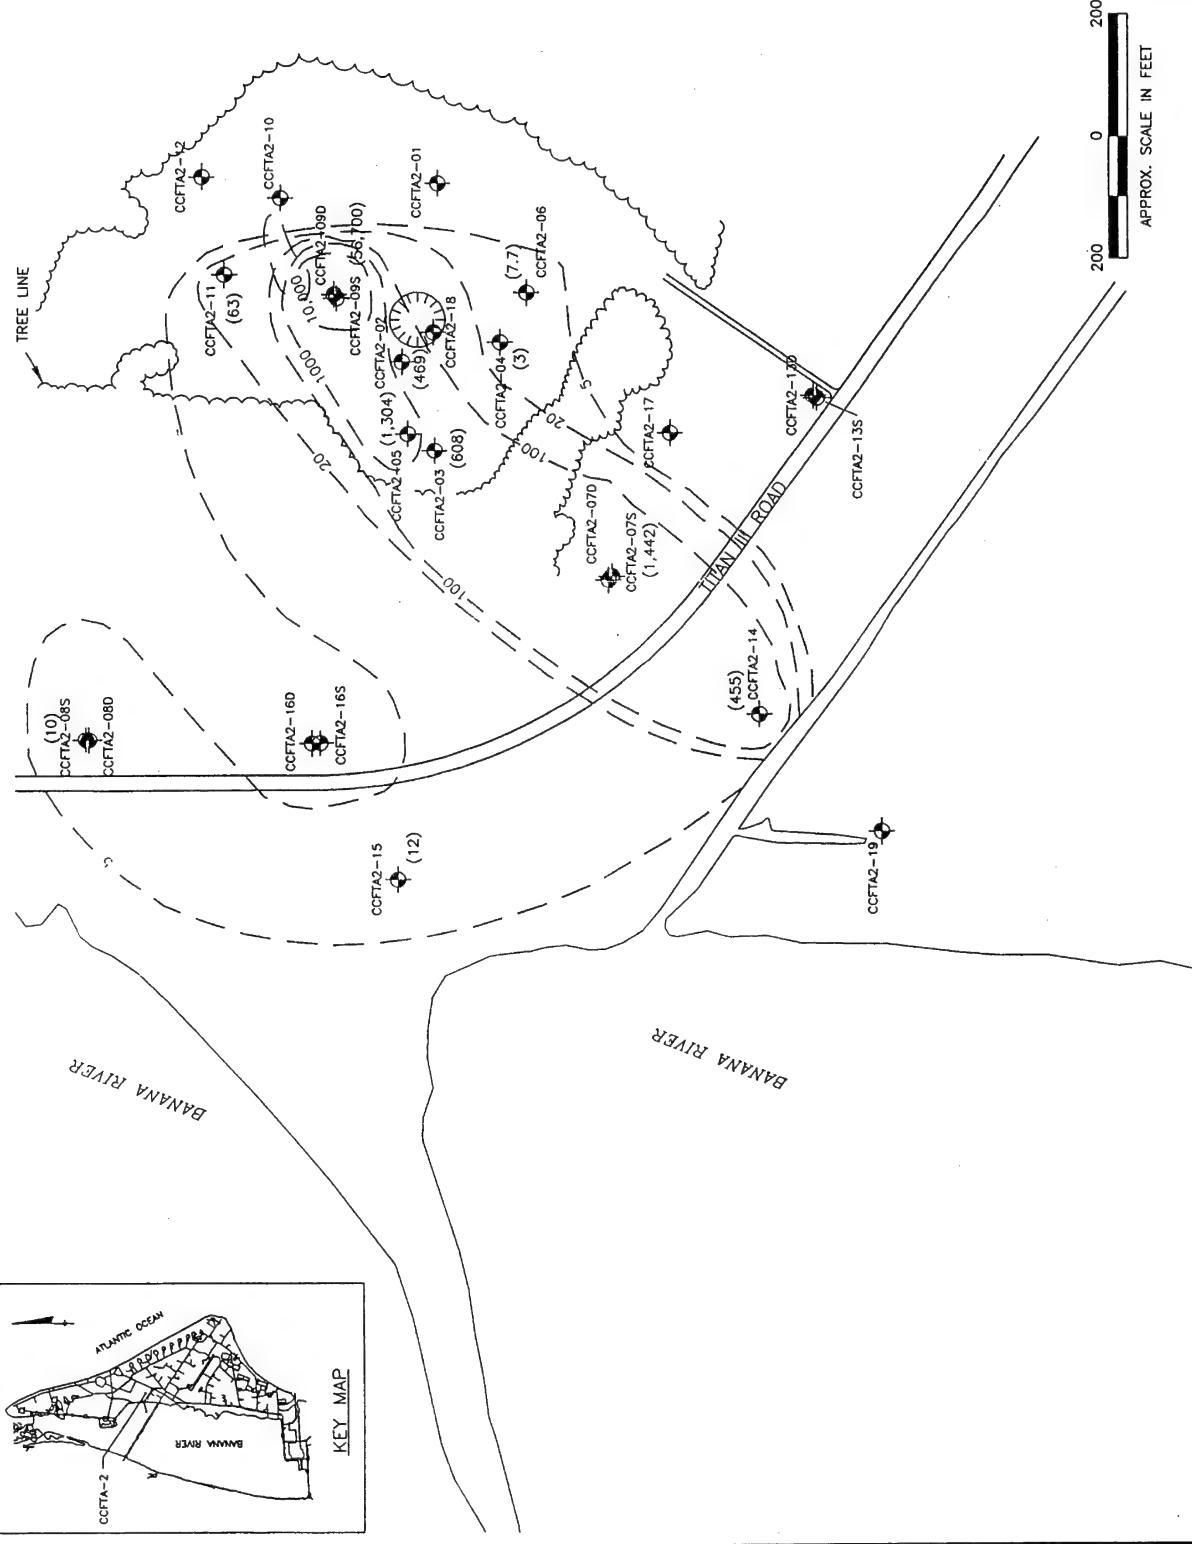 TREE LINE
CCFTA2-12
CCFTA2-10
CCFTA2-01
CCFTA2-11
(63)
10,000
CCFTA2-09D
(56,700)
CCFTA2-09S
CCFTA2-02
(469)
CCFTA2-18
(7.7)
CCFTA2-06
CCFTA2-04
(3)
1000
(1,304)
CCFTA2-05
CCFTA2-03
(608)
20
100
5
20
100
CCFTA2-17
CCFTA2-13D
CCFTA2-13S
CCFTA2-07D
CCFTA2-07S
(1,442)
TITAN III ROAD
(455)
CCFTA2-14
(10)
CCFTA2-08S
CCFTA2-08D
CCFTA2-16D
CCFTA2-16S
5
CCFTA2-15
(12)
CCFTA2-19
BANANA RIVER
BANANA RIVER
200
0
200
APPROX. SCALE IN FEET
ATLANTIC OCEAN
BANANA RIVER
CCFTA-2
KEY MAP